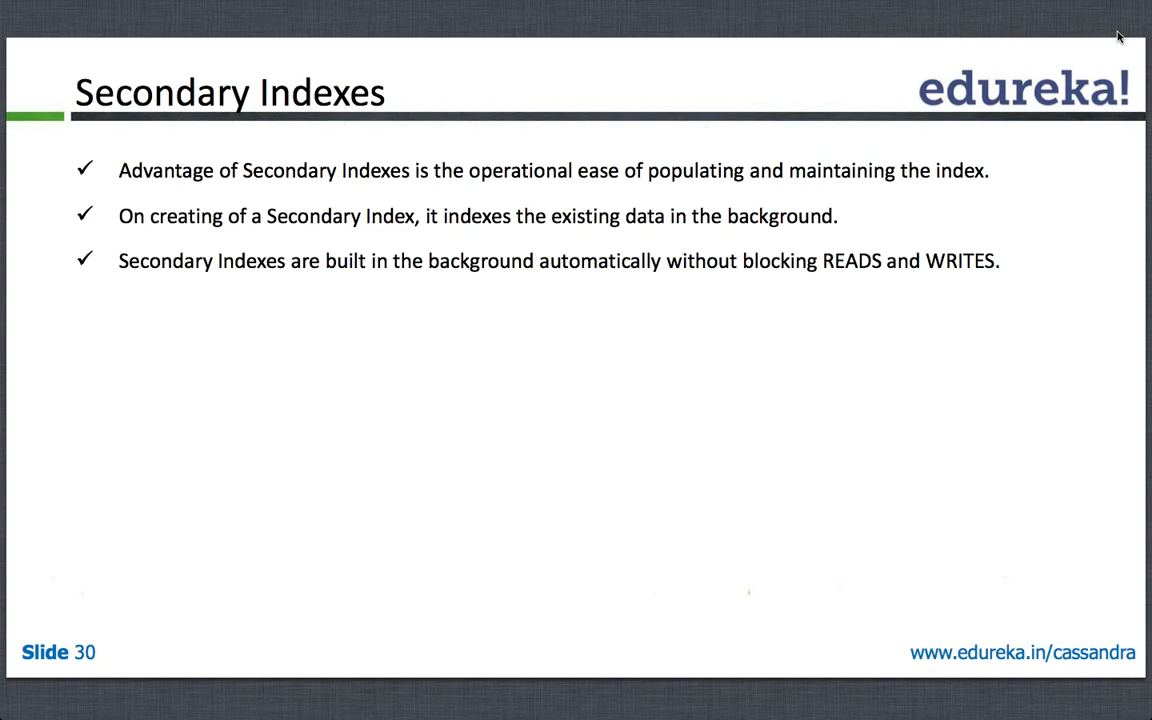 Secondary Indexes
edureka!
✓ Advantage of Secondary Indexes is the operational ease of populating and maintaining the index.
✓ On creating of a Secondary Index, it indexes the existing data in the background.
✓ Secondary Indexes are built in the background automatically without blocking READS and WRITES.
Slide 30
www.edureka.in/cassandra